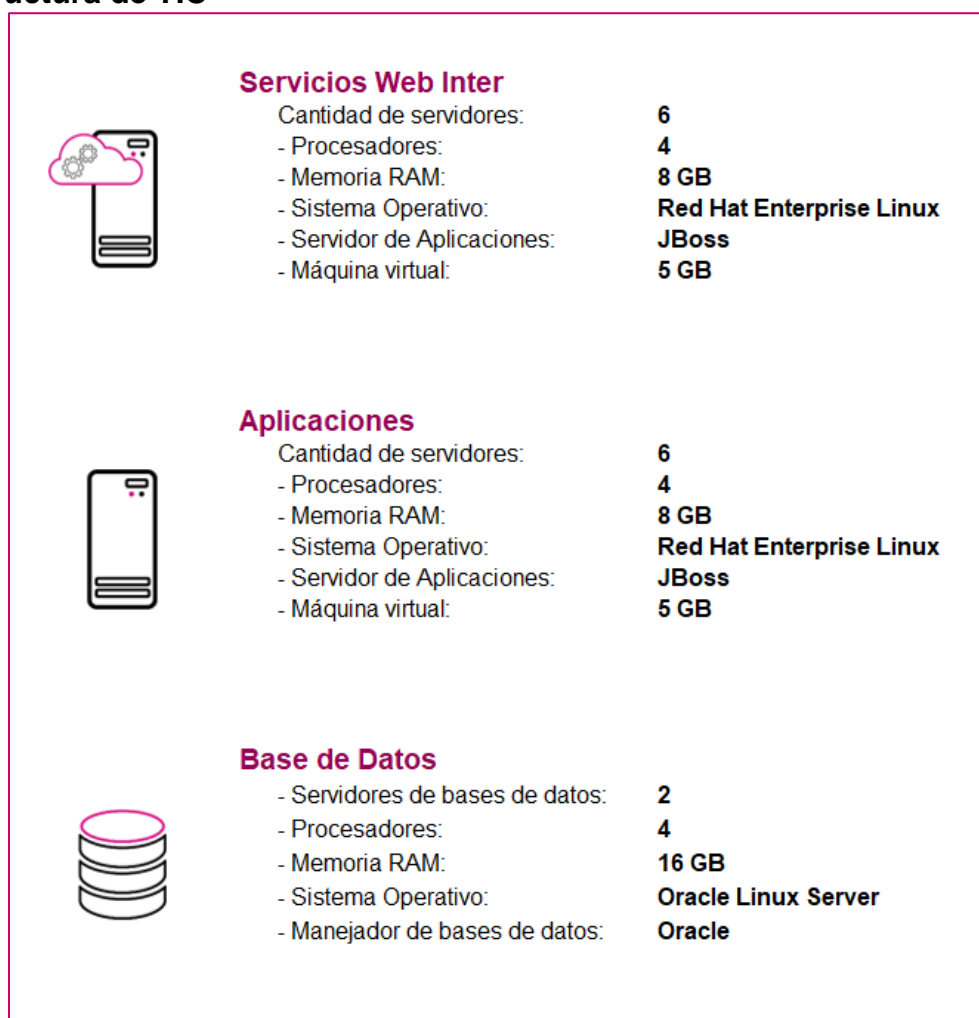 Servicios Web Inter
Cantidad de servidores: 6
- Procesadores: 4
- Memoria RAM: 8 GB
- Sistema Operativo: Red Hat Enterprise Linux
- Servidor de Aplicaciones: JBoss
- Máquina virtual: 5 GB
Aplicaciones
Cantidad de servidores: 6
- Procesadores: 4
- Memoria RAM: 8 GB
- Sistema Operativo: Red Hat Enterprise Linux
- Servidor de Aplicaciones: JBoss
- Máquina virtual: 5 GB
Base de Datos
- Servidores de bases de datos: 2
- Procesadores: 4
- Memoria RAM: 16 GB
- Sistema Operativo: Oracle Linux Server
- Manejador de bases de datos: Oracle